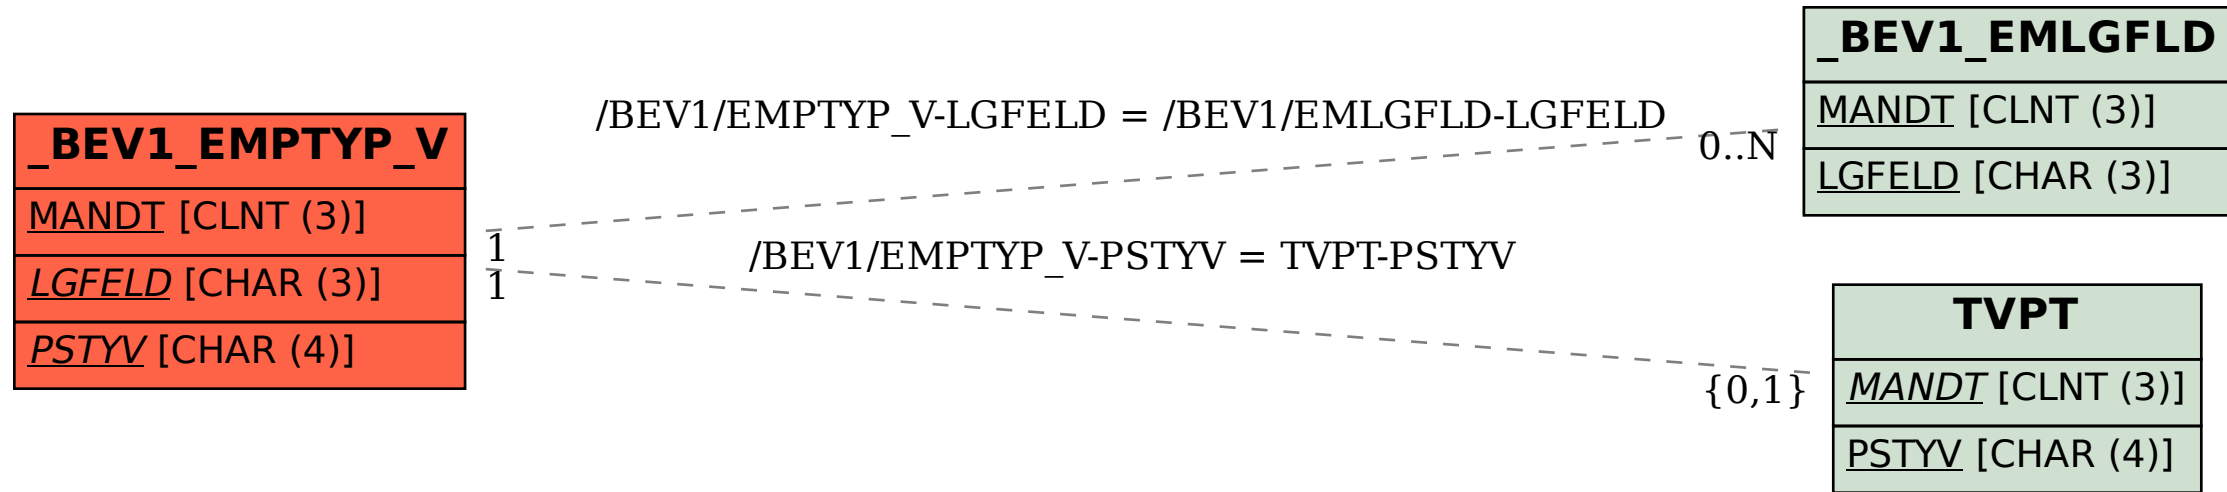 _BEV1_EMPTYP_V
MANDT [CLNT (3)]
LGFELD [CHAR (3)]
PSTYV [CHAR (4)]
/BEV1/EMPTYP_V-LGFELD = /BEV1/EMLGFLD-LGFELD
0..N
1
/BEV1/EMPTYP_V-PSTYV = TVPT-PSTYV
1
{0,1}
_BEV1_EMLGFLD
MANDT [CLNT (3)]
LGFELD [CHAR (3)]
TVPT
MANDT [CLNT (3)]
PSTYV [CHAR (4)]